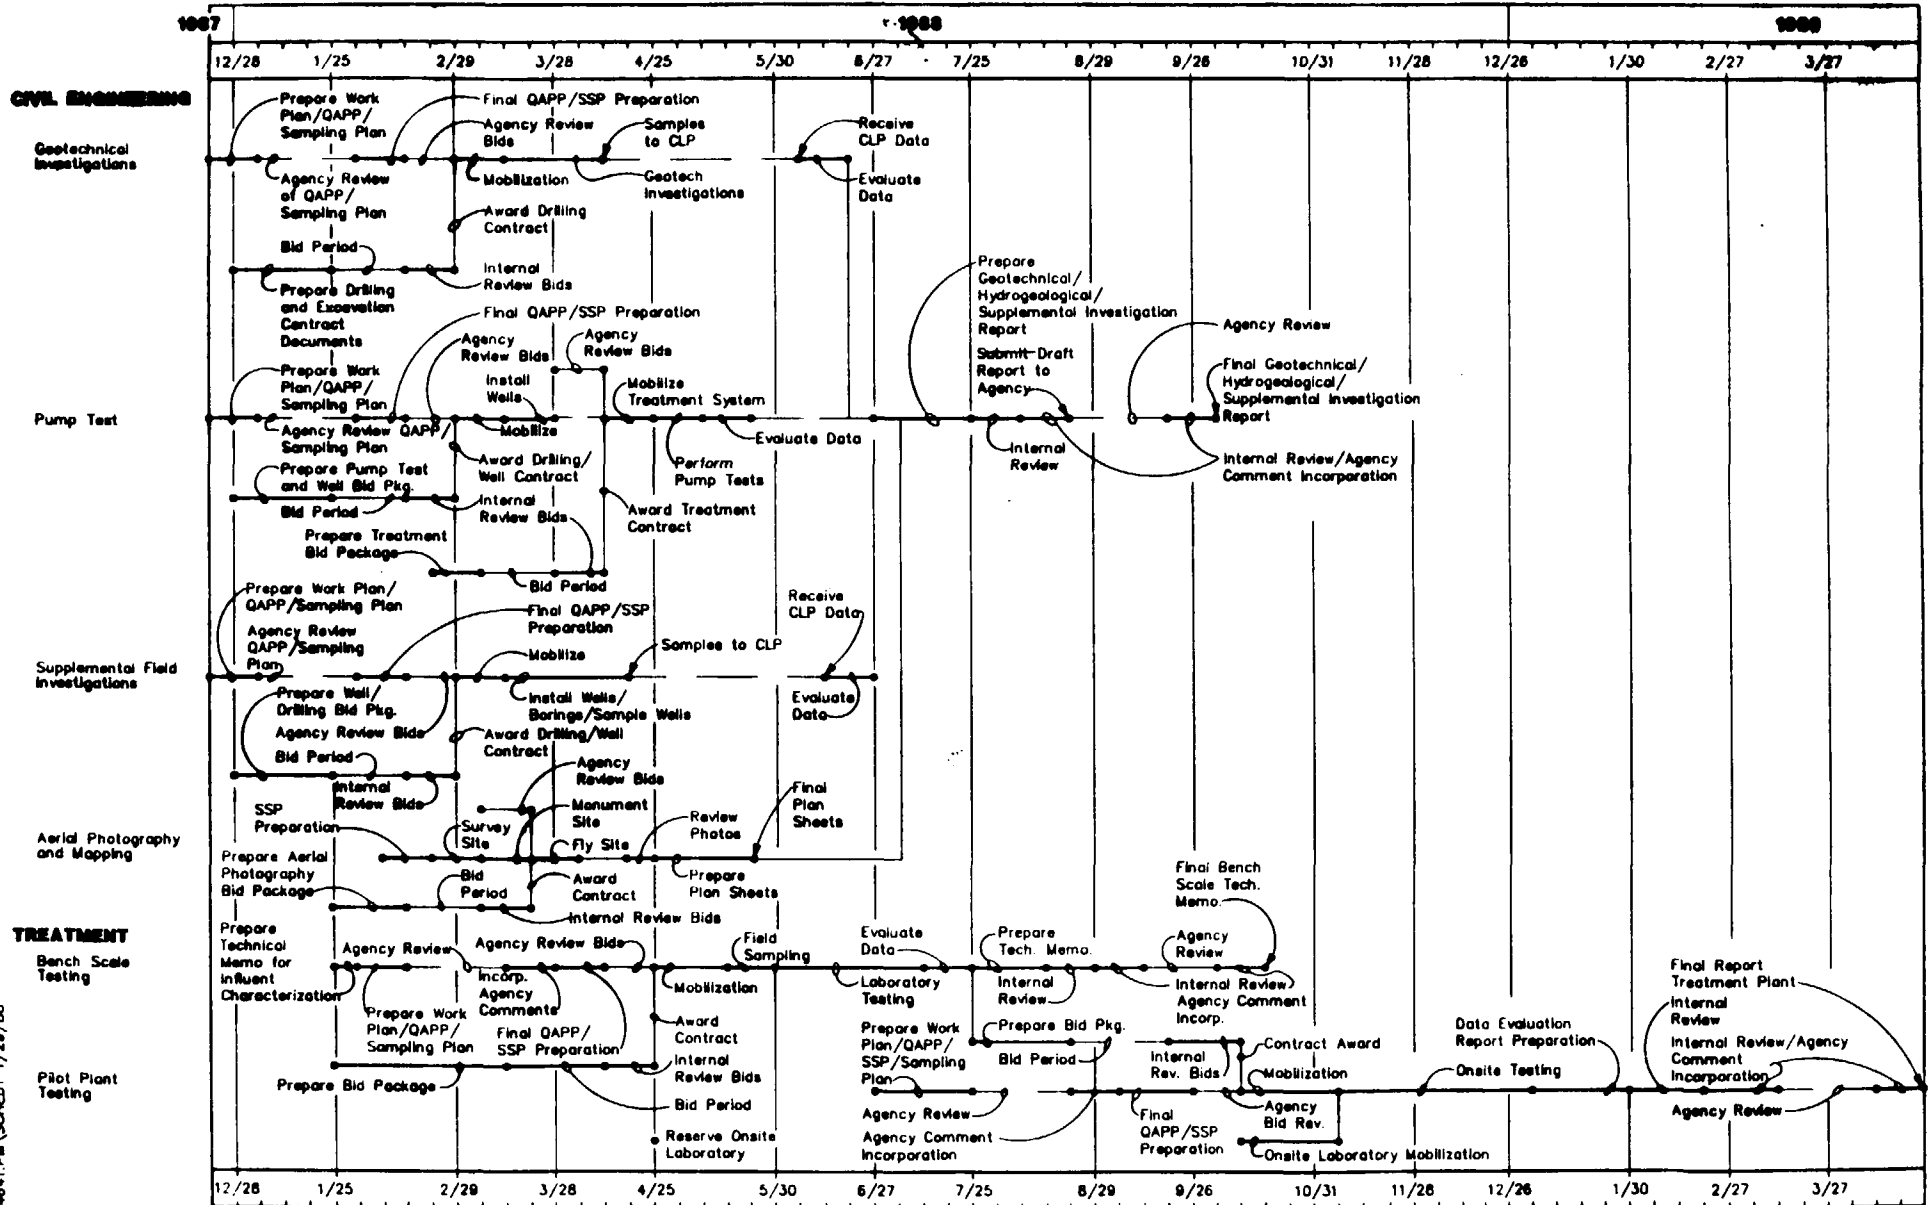 1987
1988
1989
12/28 1/25 2/29 3/28 4/25 5/30 6/27 7/25 8/29 9/26 10/31 11/28 12/26 1/30 2/27 3/27
CIVIL ENGINEERING
Geotechnical
Investigations
Prepare Work
Plan/QAPP/
Sampling Plan
Final QAPP/SSP Preparation
Agency Review
Bids
Samples
to CLP
Receive
CLP Data
Agency Review
of QAPP/
Sampling Plan
Mobilization
Geotech
Investigations
Evaluate
Data
Award Drilling
Contract
Bid Period
Internal
Review Bids
Prepare Drilling
and Excavation
Contract
Documents
Pump Test
Final QAPP/SSP Preparation
Agency
Review Bids
Agency
Review Bids
Prepare Work
Plan/QAPP/
Sampling Plan
Install
Wells
Mobilize
Treatment System
Agency Review QAPP/
Sampling Plan
Mobilize
Evaluate Data
Prepare Pump Test
and Well Bid Pkg.
Award Drilling/
Well Contract
Perform
Pump Tests
Bid Period
Internal
Review Bids
Award Treatment
Contract
Prepare Treatment
Bid Package
Bid Period
Prepare
Geotechnical/
Hydrogeological/
Supplemental Investigation
Report
Submit Draft
Report to
Agency
Internal
Review
Agency Review
Final Geotechnical/
Hydrogeological/
Supplemental Investigation
Report
Internal Review/Agency
Comment Incorporation
Supplemental Field
Investigations
Prepare Work Plan/
QAPP/Sampling Plan
Agency Review
QAPP/Sampling
Plan
Final QAPP/SSP
Preparation
Mobilize
Samples to CLP
Receive
CLP Data
Prepare Well/
Drilling Bid Pkg.
Agency Review Bids
Install Wells/
Borings/Sample Wells
Evaluate
Data
Award Drilling/Well
Contract
Bid Period
Internal
Review Bids
Aerial Photography
and Mapping
SSP
Preparation
Survey
Site
Agency
Review Bids
Monument
Site
Fly Site
Review
Photos
Final
Plan
Sheets
Prepare Aerial
Photography
Bid Package
Bid
Period
Award
Contract
Prepare
Plan Sheets
Internal Review Bids
TREATMENT
Bench Scale
Testing
Prepare
Technical
Memo for
Influent
Characterization
Agency Review
Agency Review Bids
Field
Sampling
Evaluate
Data
Prepare
Tech. Memo.
Agency
Review
Final Bench
Scale Tech.
Memo.
Prepare Work
Plan/QAPP/
Sampling Plan
Incorp.
Agency
Comments
Final QAPP/
SSP Preparation
Mobilization
Laboratory
Testing
Internal
Review
Internal Review/
Agency Comment
Incorp.
Award
Contract
Pilot Plant
Testing
Prepare Bid Package
Internal
Review Bids
Bid Period
Reserve Onsite
Laboratory
Prepare Work
Plan/QAPP/
SSP/Sampling
Plan
Prepare Bid Pkg.
Bid Period
Internal
Rev. Bids
Contract Award
Mobilization
Agency Review
Agency Comment
Incorporation
Final
QAPP/SSP
Preparation
Agency
Bid Rev.
Onsite Laboratory Mobilization
Onsite Testing
Data Evaluation
Report Preparation
Final Report
Treatment Plant
Internal
Review
Internal Review/Agency
Comment
Incorporation
Agency Review
12/28 1/25 2/29 3/28 4/25 5/30 6/27 7/25 8/29 9/26 10/31 11/28 12/26 1/30 2/27 3/27